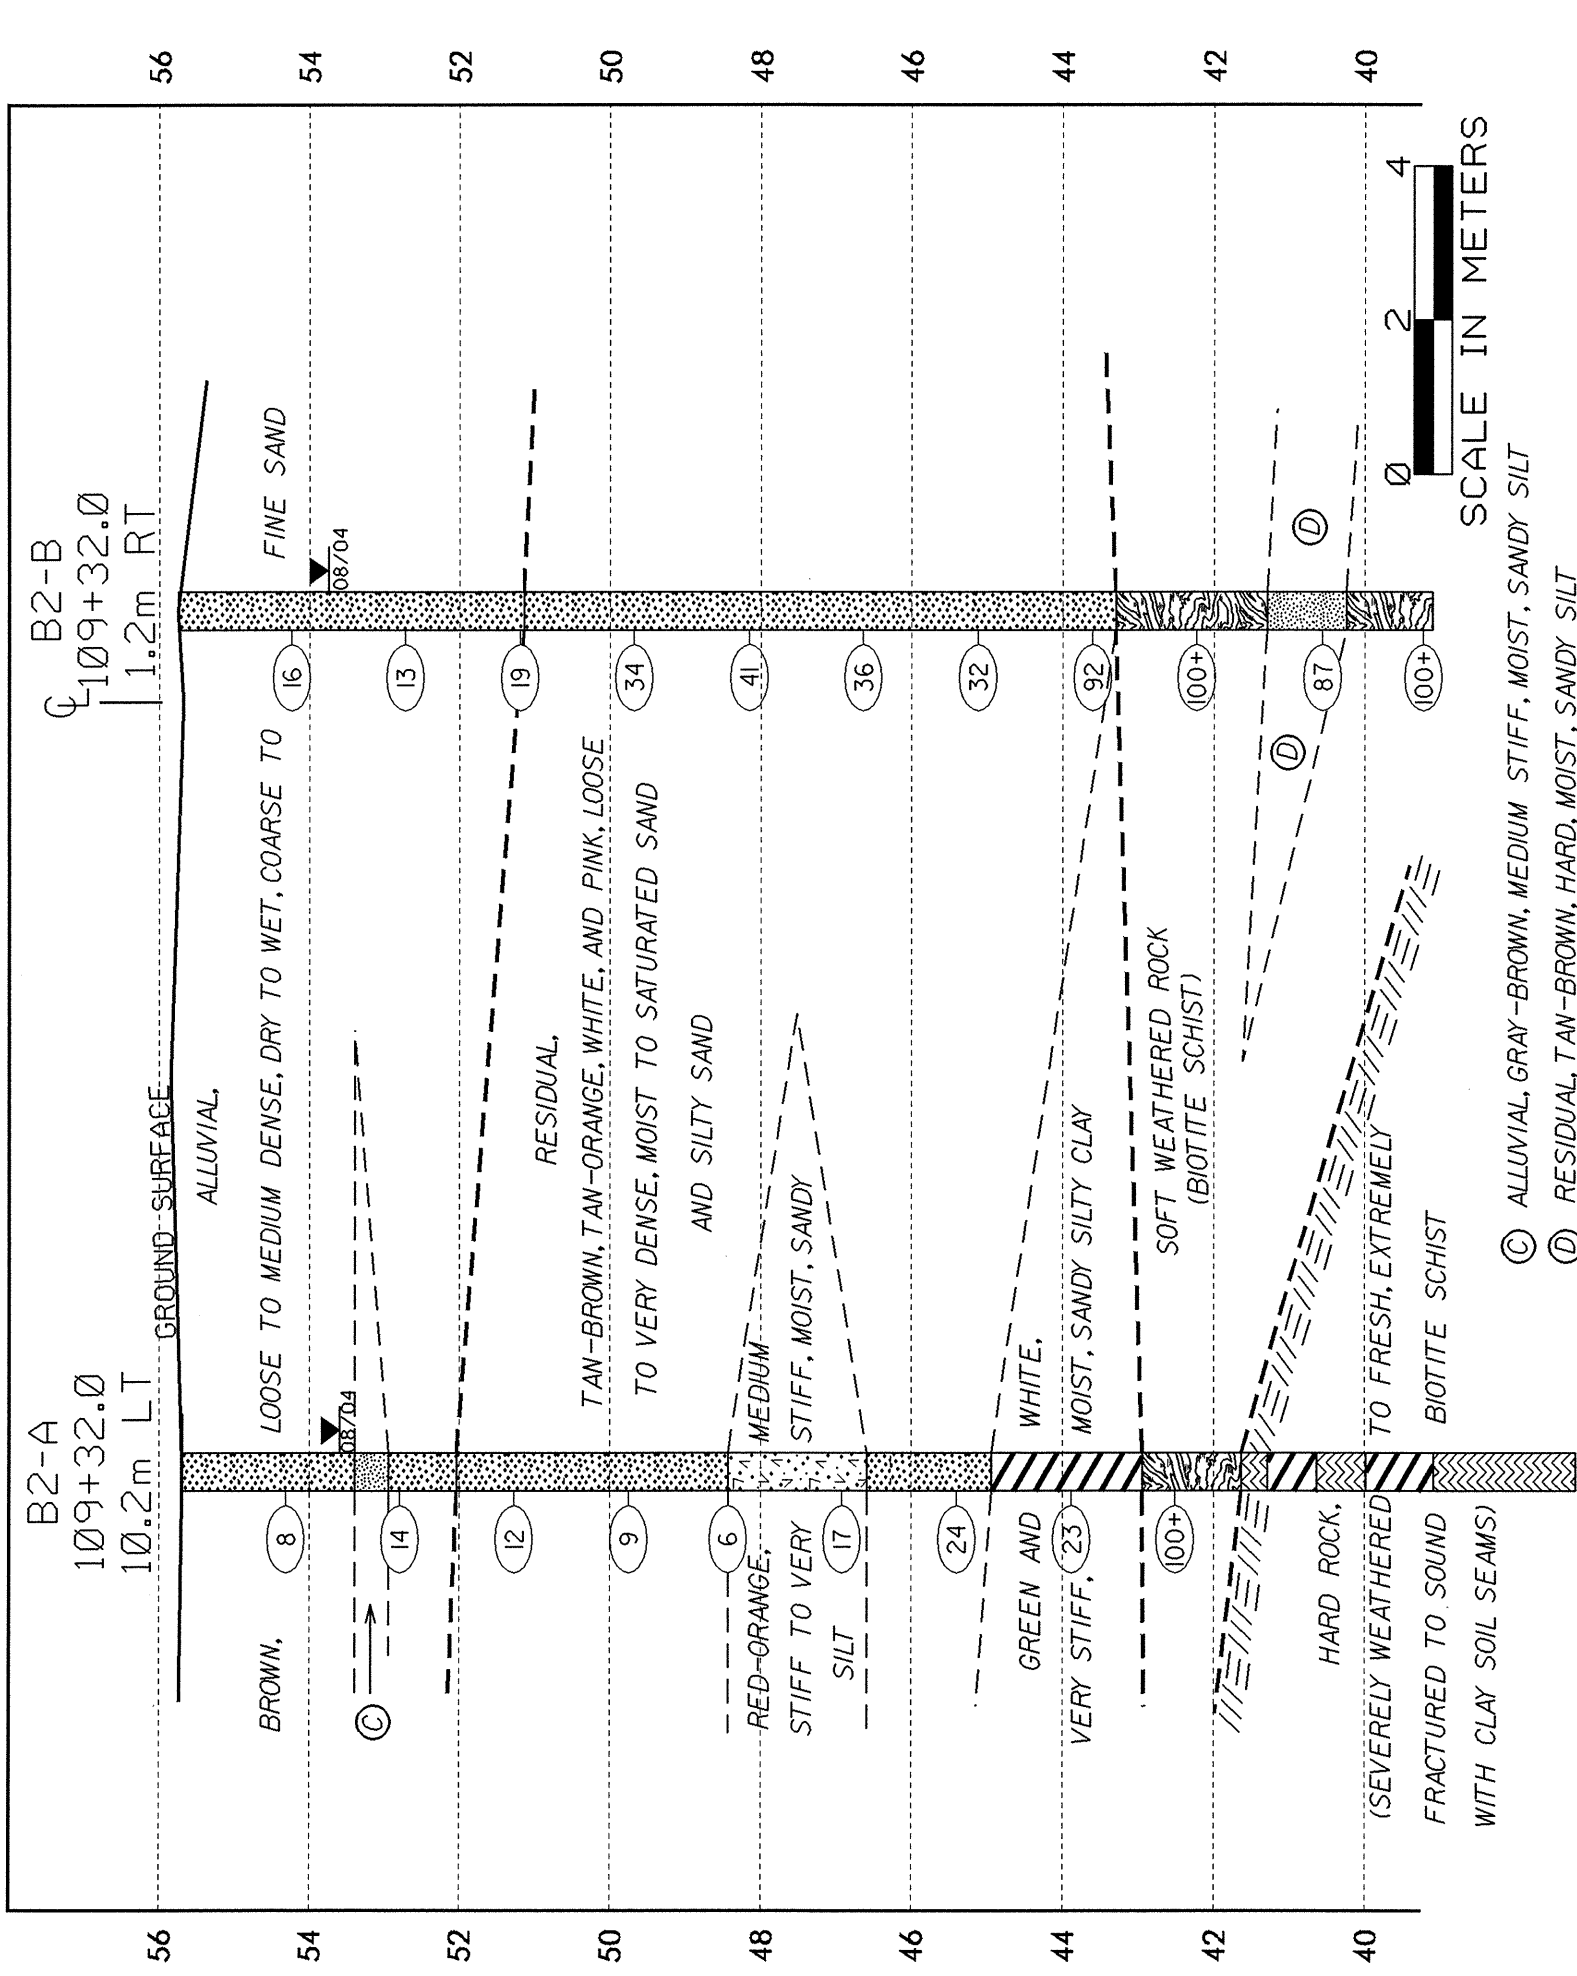 B2-A
109+32.0
10.2m LT
B2-B
℄ 109+32.0
1.2m RT
GROUND SURFACE
56
56
54
54
52
52
50
50
48
48
46
46
44
44
42
42
40
40
ALLUVIAL,
BROWN, LOOSE TO MEDIUM DENSE, DRY TO WET, COARSE TO FINE SAND
08/04
08/04
C
RESIDUAL,
TAN-BROWN, TAN-ORANGE, WHITE, AND PINK, LOOSE
TO VERY DENSE, MOIST TO SATURATED SAND
AND SILTY SAND
RED-ORANGE, MEDIUM
STIFF TO VERY STIFF, MOIST, SANDY
SILT
GREEN AND WHITE,
VERY STIFF, MOIST, SANDY SILTY CLAY
SOFT WEATHERED ROCK
(BIOTITE SCHIST)
D
D
HARD ROCK,
(SEVERELY WEATHERED TO FRESH, EXTREMELY
FRACTURED TO SOUND BIOTITE SCHIST
WITH CLAY SOIL SEAMS)
8
14
12
9
6
17
24
23
100+
16
13
19
34
41
36
32
92
100+
87
100+
0 2 4
SCALE IN METERS
C ALLUVIAL, GRAY-BROWN, MEDIUM STIFF, MOIST, SANDY SILT
D RESIDUAL, TAN-BROWN, HARD, MOIST, SANDY SILT